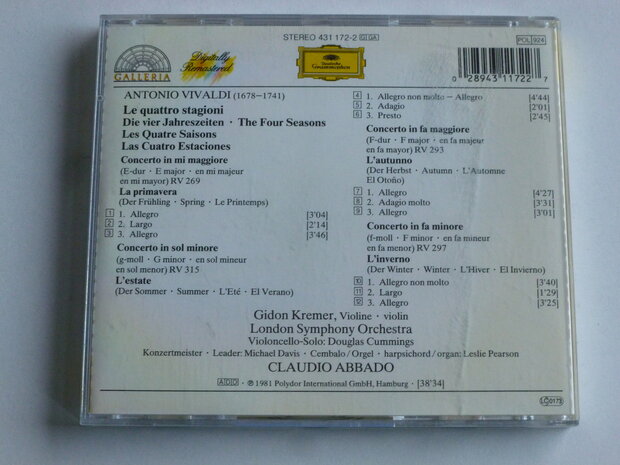 GALLERIA
Digitally
Remastered
STEREO 431 172-2 GI GA
Deutsche
Grammophon
POL 924
0 28943 11722 7
ANTONIO VIVALDI (1678–1741)
Le quattro stagioni
Die vier Jahreszeiten · The Four Seasons
Les Quatre Saisons
Las Cuatro Estaciones
Concerto in mi maggiore
(E-dur · E major · en mi majeur
en mi mayor) RV 269
La primavera
(Der Frühling · Spring · Le Printemps)
1 1. Allegro [3'04]
2 2. Largo [2'14]
3 3. Allegro [3'46]
Concerto in sol minore
(g-moll · G minor · en sol mineur
en sol menor) RV 315
L'estate
(Der Sommer · Summer · L'Eté · El Verano)
4 1. Allegro non molto – Allegro [4'44]
5 2. Adagio [2'01]
6 3. Presto [2'45]
Concerto in fa maggiore
(F-dur · F major · en fa majeur
en fa mayor) RV 293
L'autunno
(Der Herbst · Autumn · L'Automne
El Otoño)
7 1. Allegro [4'27]
8 2. Adagio molto [3'31]
9 3. Allegro [3'01]
Concerto in fa minore
(f-moll · F minor · en fa mineur
en fa menor) RV 297
L'inverno
(Der Winter · Winter · L'Hiver · El Invierno)
10 1. Allegro non molto [3'40]
11 2. Largo [1'29]
12 3. Allegro [3'25]
Gidon Kremer, Violine · violin
London Symphony Orchestra
Violoncello-Solo: Douglas Cummings
Konzertmeister · Leader: Michael Davis · Cembalo/Orgel · harpsichord/organ: Leslie Pearson
CLAUDIO ABBADO
ADD · ℗ 1981 Polydor International GmbH, Hamburg · [38'34]
LC 0173